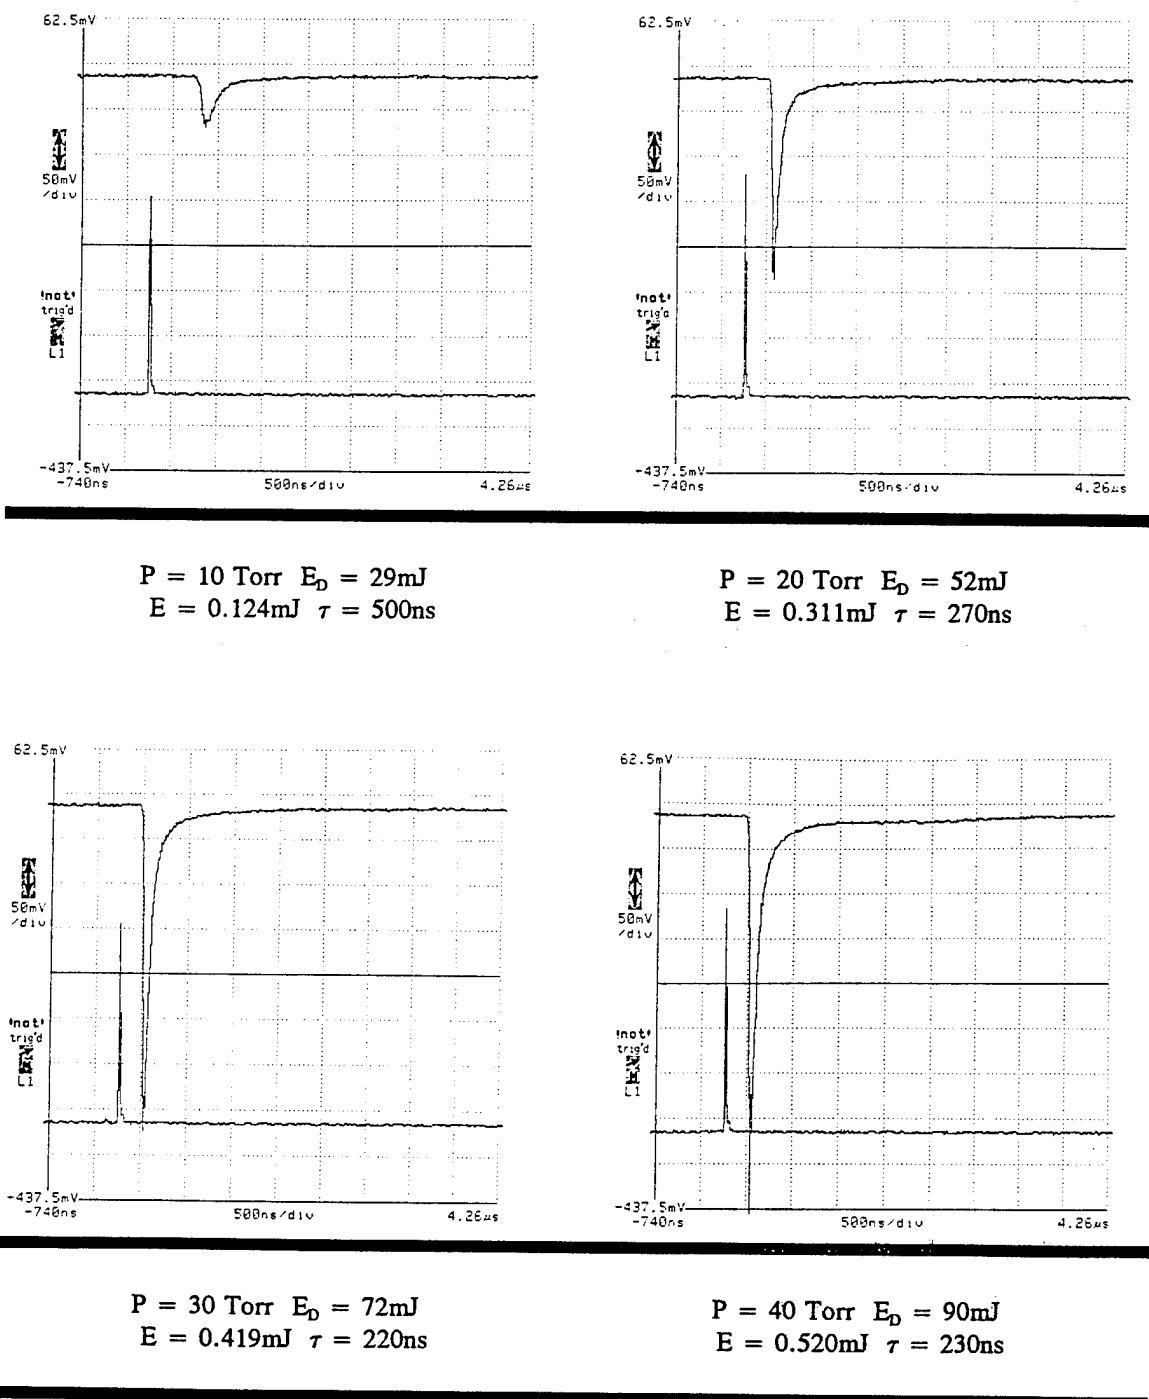 62.5mV
50mV
/div
'not'
trig'd
L1
-437.5mV
-740ns 500ns/div 4.26µs
62.5mV
50mV
/div
'not'
trig'd
L1
-437.5mV
-740ns 500ns/div 4.26µs
P = 10 Torr E_D = 29mJ
E = 0.124mJ τ = 500ns
P = 20 Torr E_D = 52mJ
E = 0.311mJ τ = 270ns
62.5mV
50mV
/div
'not'
trig'd
L1
-437.5mV
-740ns 500ns/div 4.26µs
62.5mV
50mV
/div
'not'
trig'd
L1
-437.5mV
-740ns 500ns/div 4.26µs
P = 30 Torr E_D = 72mJ
E = 0.419mJ τ = 220ns
P = 40 Torr E_D = 90mJ
E = 0.520mJ τ = 230ns